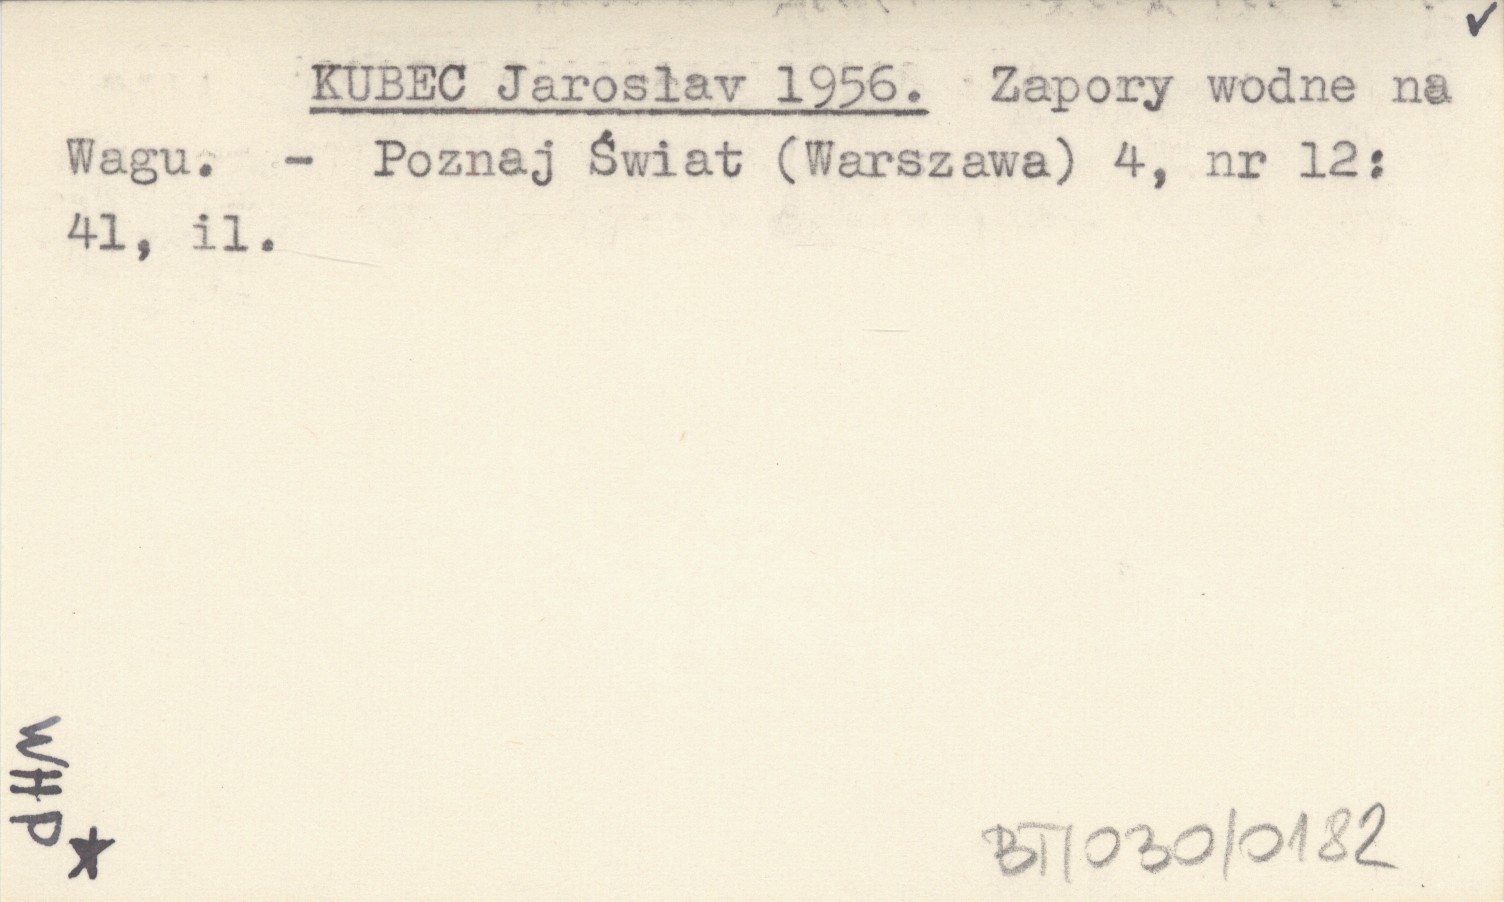 KUBEC Jarosłav 1956. Zapory wodne na
Wagu. - Poznaj Świat (Warszawa) 4, nr 12:
41, il.
WHP
BT/030/0182